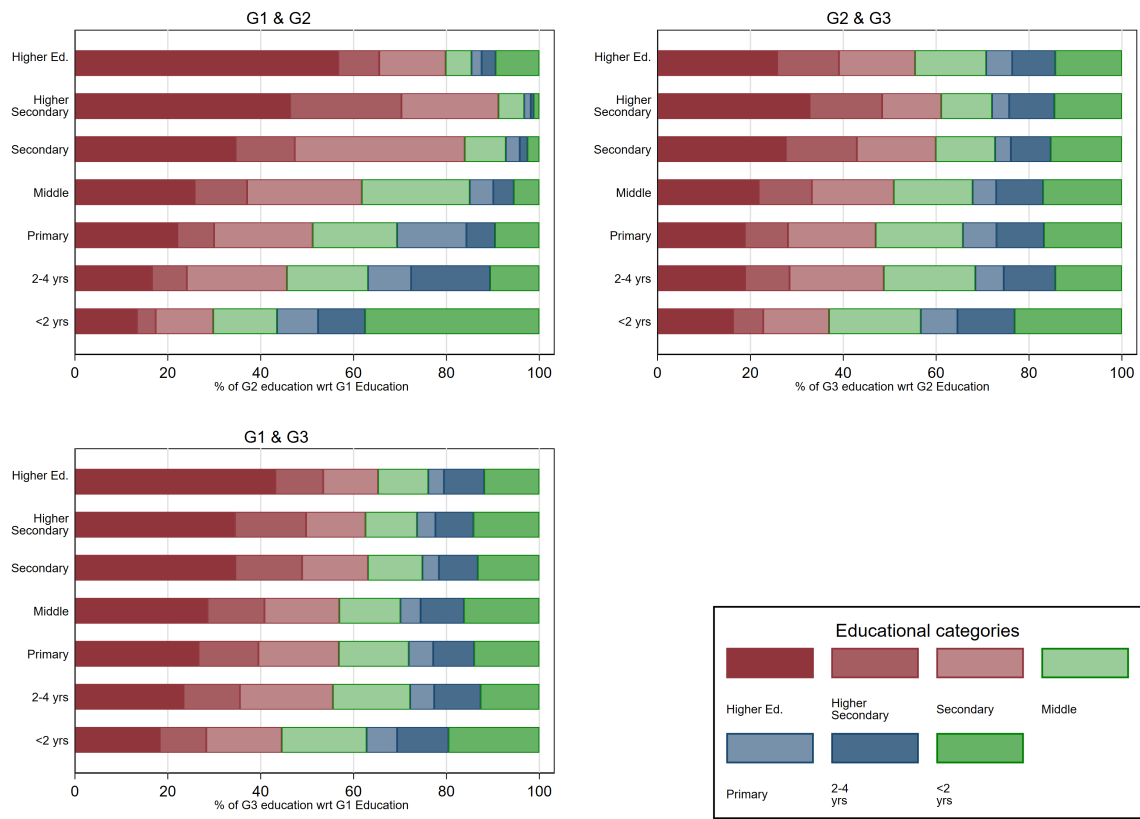 G1 & G2
Higher Ed.
Higher
Secondary
Secondary
Middle
Primary
2-4 yrs
<2 yrs
0 20 40 60 80 100
% of G2 education wrt G1 Education
G2 & G3
Higher Ed.
Higher
Secondary
Secondary
Middle
Primary
2-4 yrs
<2 yrs
0 20 40 60 80 100
% of G3 education wrt G2 Education
G1 & G3
Higher Ed.
Higher
Secondary
Secondary
Middle
Primary
2-4 yrs
<2 yrs
0 20 40 60 80 100
% of G3 education wrt G1 Education
Educational categories
Higher Ed.
Higher
Secondary
Secondary
Middle
Primary
2-4
yrs
<2
yrs